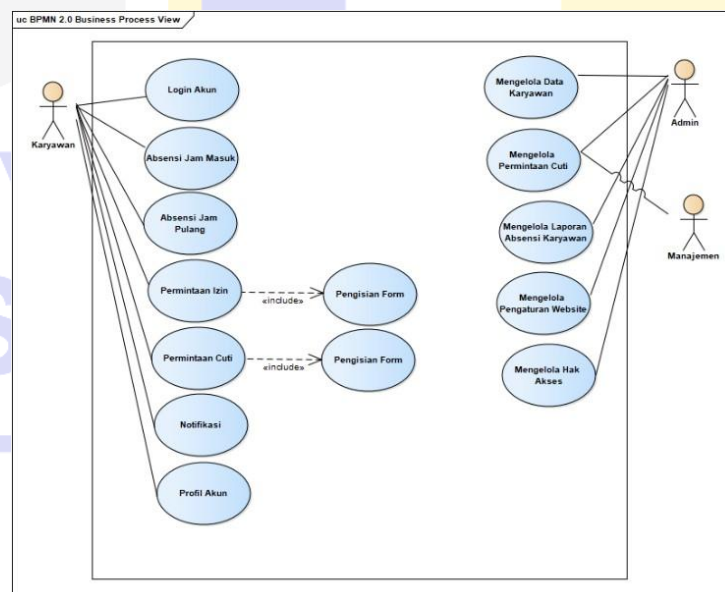 uc BPMN 2.0 Business Process View
Karyawan
Login Akun
Absensi Jam Masuk
Absensi Jam
Pulang
Permintaan Izin
«include»
Pengisian Form
Permintaan Cuti
«include»
Pengisian Form
Notifikasi
Profil Akun
Mengelola Data
Karyawan
Mengelola
Permintaan Cuti
Mengelola Laporan
Absensi Karyawan
Mengelola
Pengaturan Website
Mengelola Hak
Akses
Admin
Manajemen